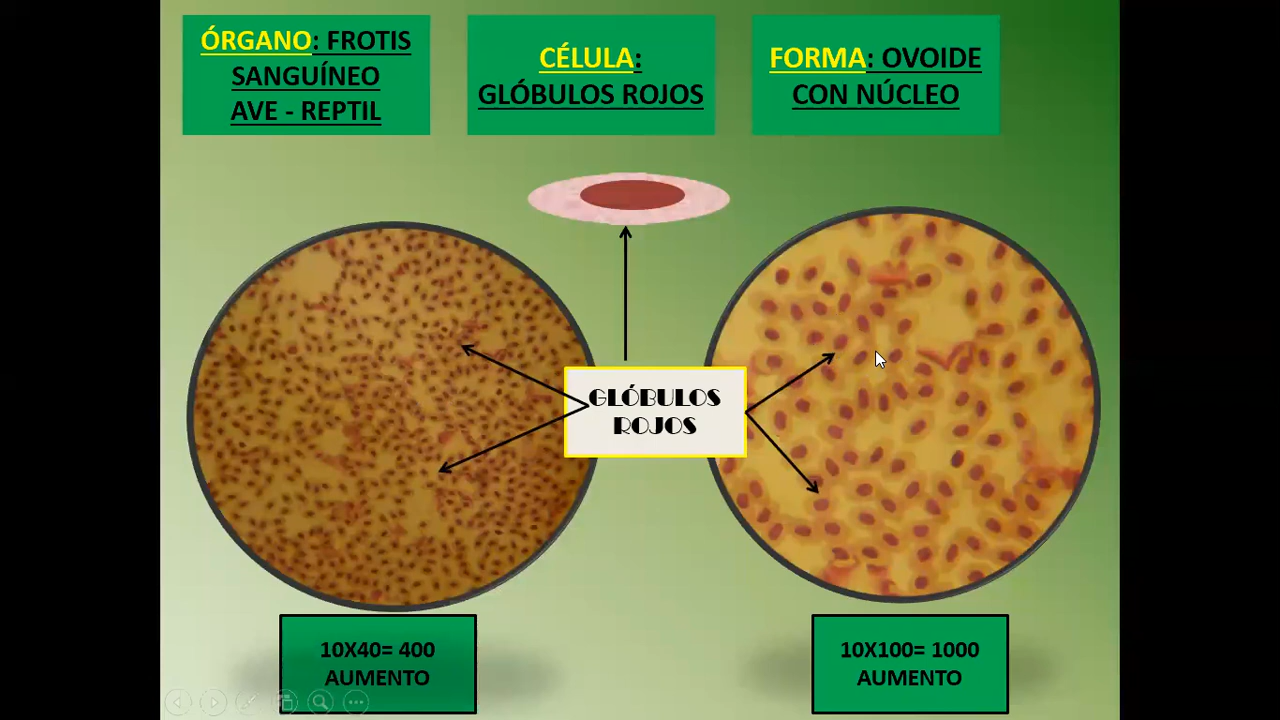 ÓRGANO: FROTIS
SANGUÍNEO
AVE - REPTIL
CÉLULA:
GLÓBULOS ROJOS
FORMA: OVOIDE
CON NÚCLEO
GLÓBULOS
ROJOS
10X40= 400
AUMENTO
10X100= 1000
AUMENTO